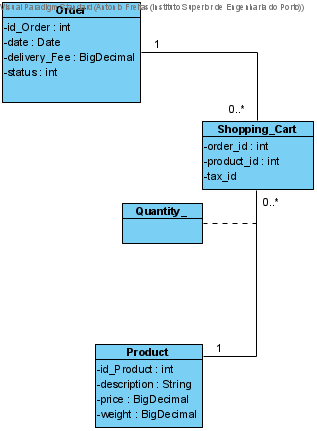 Visual Paradigm Standard (Antonio Freitas (Instituto Superior de Engenharia do Porto))
Order
-id_Order : int
-date : Date
-delivery_Fee : BigDecimal
-status : int
1
0..*
Shopping_Cart
-order_id : int
-product_id : int
-tax_id
0..*
Quantity_
1
Product
-id_Product : int
-description : String
-price : BigDecimal
-weight : BigDecimal